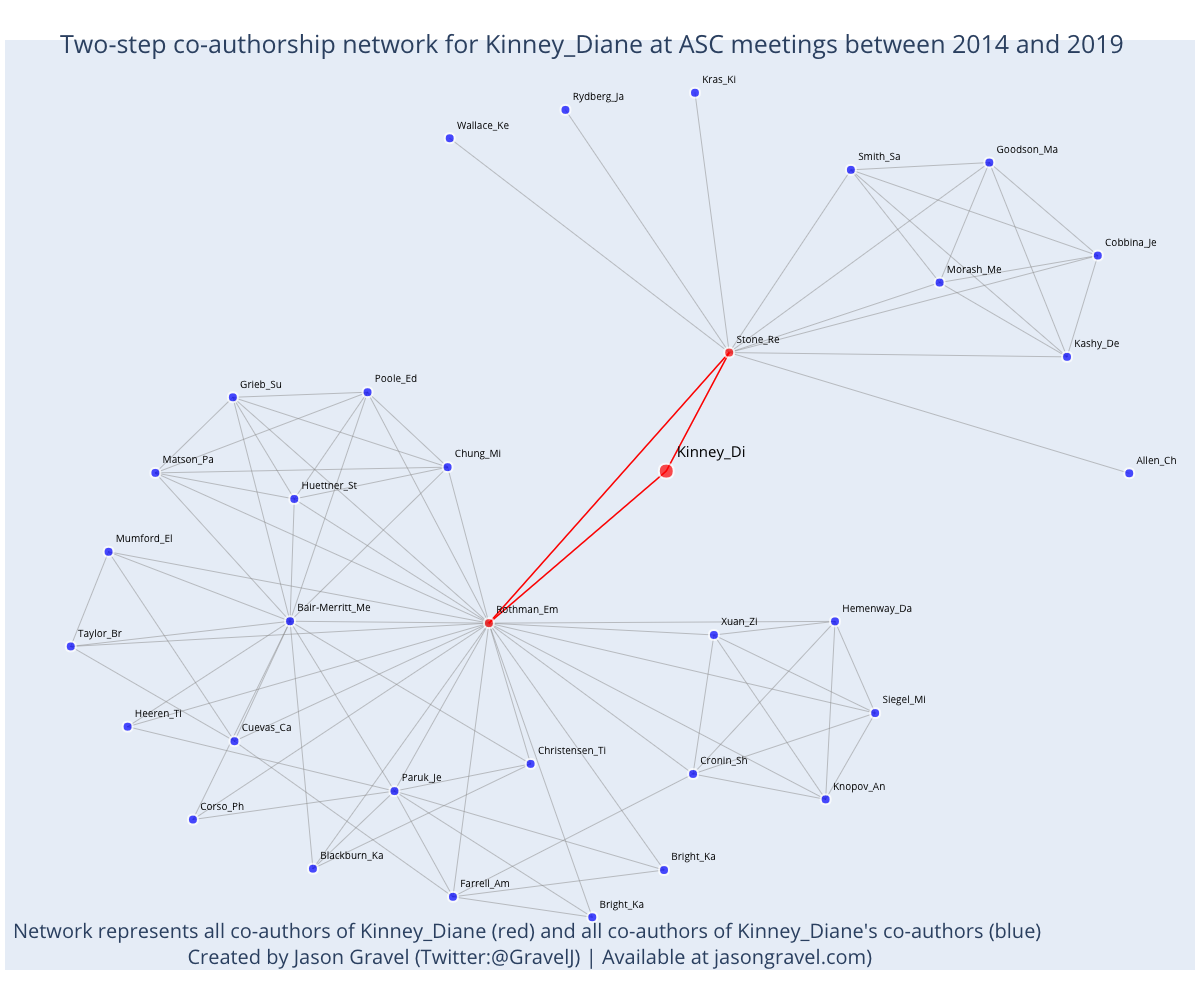 Two-step co-authorship network for Kinney_Diane at ASC meetings between 2014 and 2019
Kras_Ki
Rydberg_Ja
Wallace_Ke
Goodson_Ma
Smith_Sa
Cobbina_Je
Morash_Me
Stone_Re
Kashy_De
Poole_Ed
Grieb_Su
Kinney_Di
Chung_Mi
Matson_Pa
Allen_Ch
Huettner_St
Mumford_El
Bair-Merritt_Me
Rothman_Em
Hemenway_Da
Xuan_Zi
Taylor_Br
Siegel_Mi
Heeren_Ti
Cuevas_Ca
Christensen_Ti
Cronin_Sh
Paruk_Je
Knopov_An
Corso_Ph
Blackburn_Ka
Bright_Ka
Farrell_Am
Bright_Ka
Network represents all co-authors of Kinney_Diane (red) and all co-authors of Kinney_Diane's co-authors (blue)
Created by Jason Gravel (Twitter:@GravelJ) | Available at jasongravel.com)